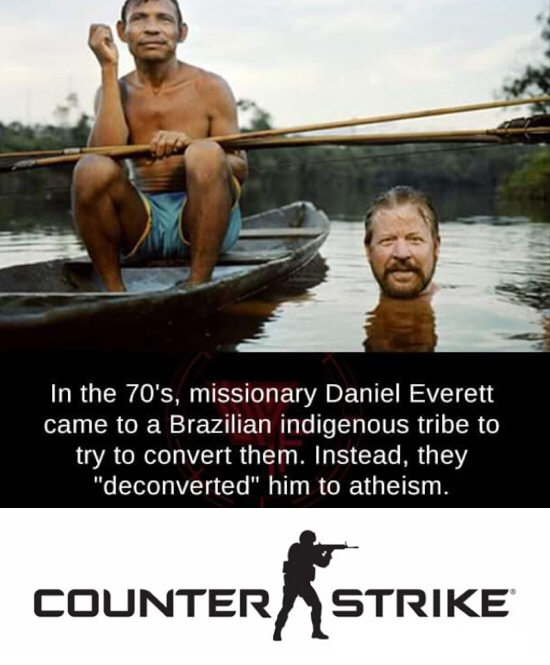 In the 70's, missionary Daniel Everett
came to a Brazilian indigenous tribe to
try to convert them. Instead, they
"deconverted" him to atheism.
COUNTER STRIKE®